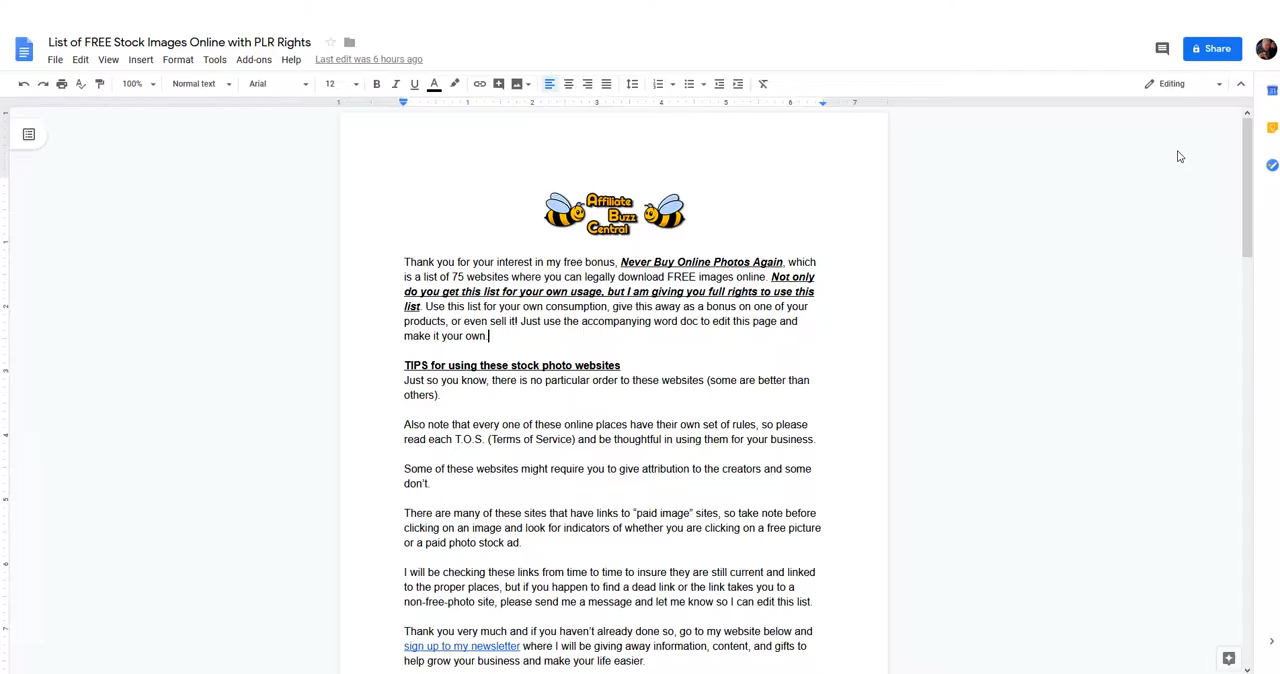 List of FREE Stock Images Online with PLR Rights
File Edit View Insert Format Tools Add-ons Help Last edit was 6 hours ago
Share
100% Normal text Arial 12 B I U A Editing
1 1 2 3 4 5 6 7
Affiliate
Buzz
Central
Thank you for your interest in my free bonus, Never Buy Online Photos Again, which
is a list of 75 websites where you can legally download FREE images online. Not only
do you get this list for your own usage, but I am giving you full rights to use this
list. Use this list for your own consumption, give this away as a bonus on one of your
products, or even sell it! Just use the accompanying word doc to edit this page and
make it your own.
TIPS for using these stock photo websites
Just so you know, there is no particular order to these websites (some are better than
others).
Also note that every one of these online places have their own set of rules, so please
read each T.O.S. (Terms of Service) and be thoughtful in using them for your business.
Some of these websites might require you to give attribution to the creators and some
don't.
There are many of these sites that have links to “paid image” sites, so take note before
clicking on an image and look for indicators of whether you are clicking on a free picture
or a paid photo stock ad.
I will be checking these links from time to time to insure they are still current and linked
to the proper places, but if you happen to find a dead link or the link takes you to a
non-free-photo site, please send me a message and let me know so I can edit this list.
Thank you very much and if you haven't already done so, go to my website below and
sign up to my newsletter where I will be giving away information, content, and gifts to
help grow your business and make your life easier.